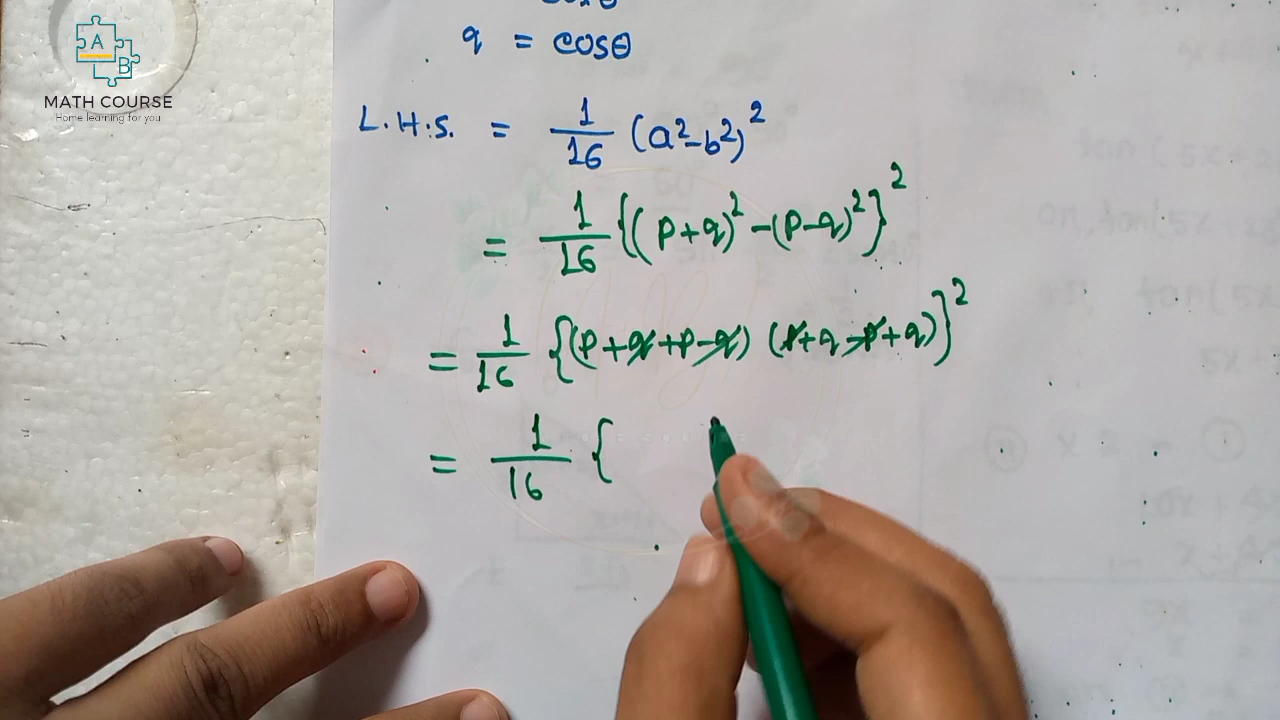 A
B
MATH COURSE
Home learning for you
q = cosθ
L.H.S. = 1/16 (a²-b²)²
= 1/16 {(p+q)²-(p-q)²}²
= 1/16 {(p+q+p-q) (p+q-p+q)}²
= 1/16 {